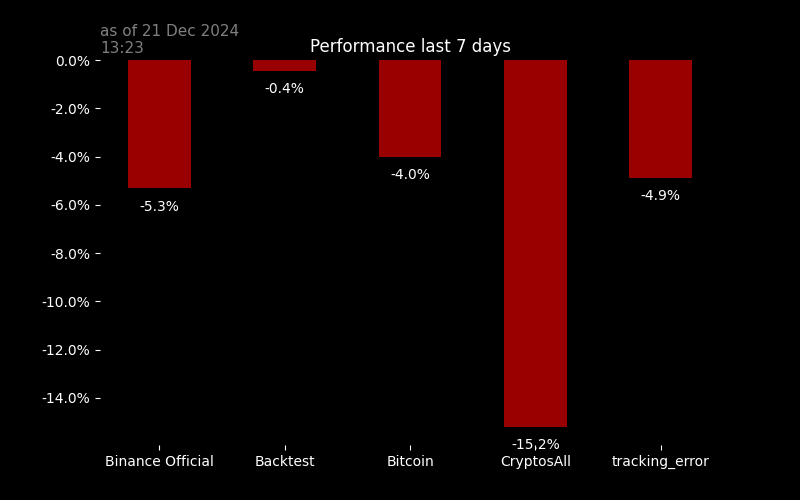 as of 21 Dec 2024
13:23
Performance last 7 days
0.0%
-2.0%
-4.0%
-6.0%
-8.0%
-10.0%
-12.0%
-14.0%
-5.3%
-0.4%
-4.0%
-15.2%
-4.9%
Binance Official
Backtest
Bitcoin
CryptosAll
tracking_error